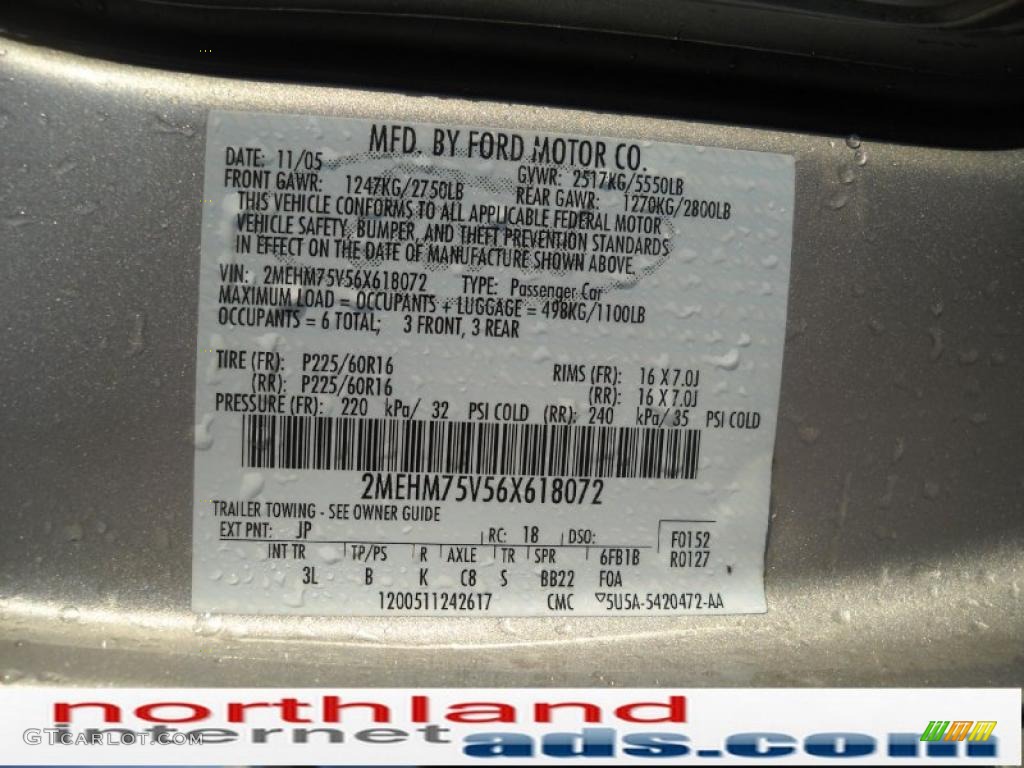 MFD. BY FORD MOTOR CO.
DATE: 11/05 GVWR: 2517KG/5550LB
FRONT GAWR: 1247KG/2750LB REAR GAWR: 1270KG/2800LB
THIS VEHICLE CONFORMS TO ALL APPLICABLE FEDERAL MOTOR
VEHICLE SAFETY, BUMPER, AND THEFT PREVENTION STANDARDS
IN EFFECT ON THE DATE OF MANUFACTURE SHOWN ABOVE.
VIN: 2MEHM75V56X618072 TYPE: Passenger Car
MAXIMUM LOAD = OCCUPANTS + LUGGAGE = 498KG/1100LB
OCCUPANTS = 6 TOTAL; 3 FRONT, 3 REAR
TIRE (FR): P225/60R16 RIMS (FR): 16 X 7.0J
(RR): P225/60R16 (RR): 16 X 7.0J
PRESSURE (FR): 220 kPa/ 32 PSI COLD (RR): 240 kPa/ 35 PSI COLD
2MEHM75V56X618072
TRAILER TOWING - SEE OWNER GUIDE
EXT PNT: JP RC: 18 DSO: F0152
INT TR TP/PS R AXLE TR SPR 6FB1B R0127
3L B K C8 S BB22 FOA
1200511242617 CMC 5U5A-5420472-AA
northland
internet
ads.com
GTCarLot.com